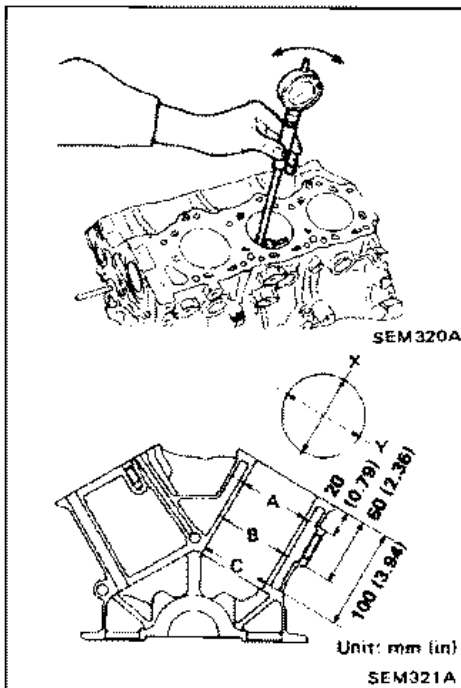 SEM320A
X
Y
20
(0.79)
60 (2.36)
A
B
C
100 (3.94)
Unit: mm (in)
SEM321A